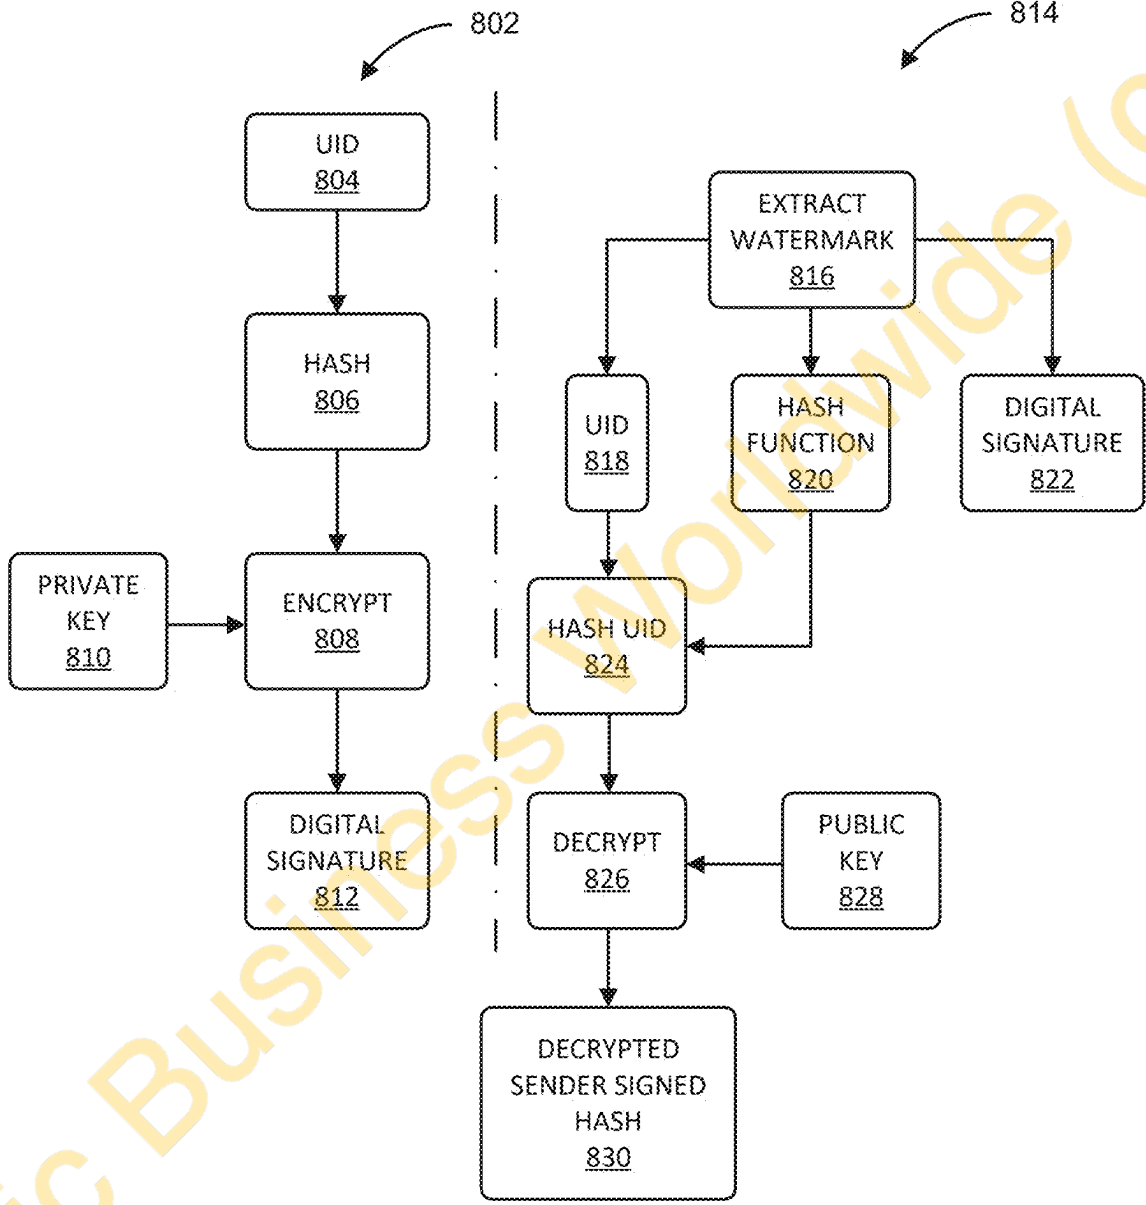 802
UID
804
HASH
806
PRIVATE
KEY
810
ENCRYPT
808
DIGITAL
SIGNATURE
812
814
EXTRACT
WATERMARK
816
UID
818
HASH
FUNCTION
820
DIGITAL
SIGNATURE
822
HASH UID
824
DECRYPT
826
PUBLIC
KEY
828
DECRYPTED
SENDER SIGNED
HASH
830
ic Business Worldwide (c